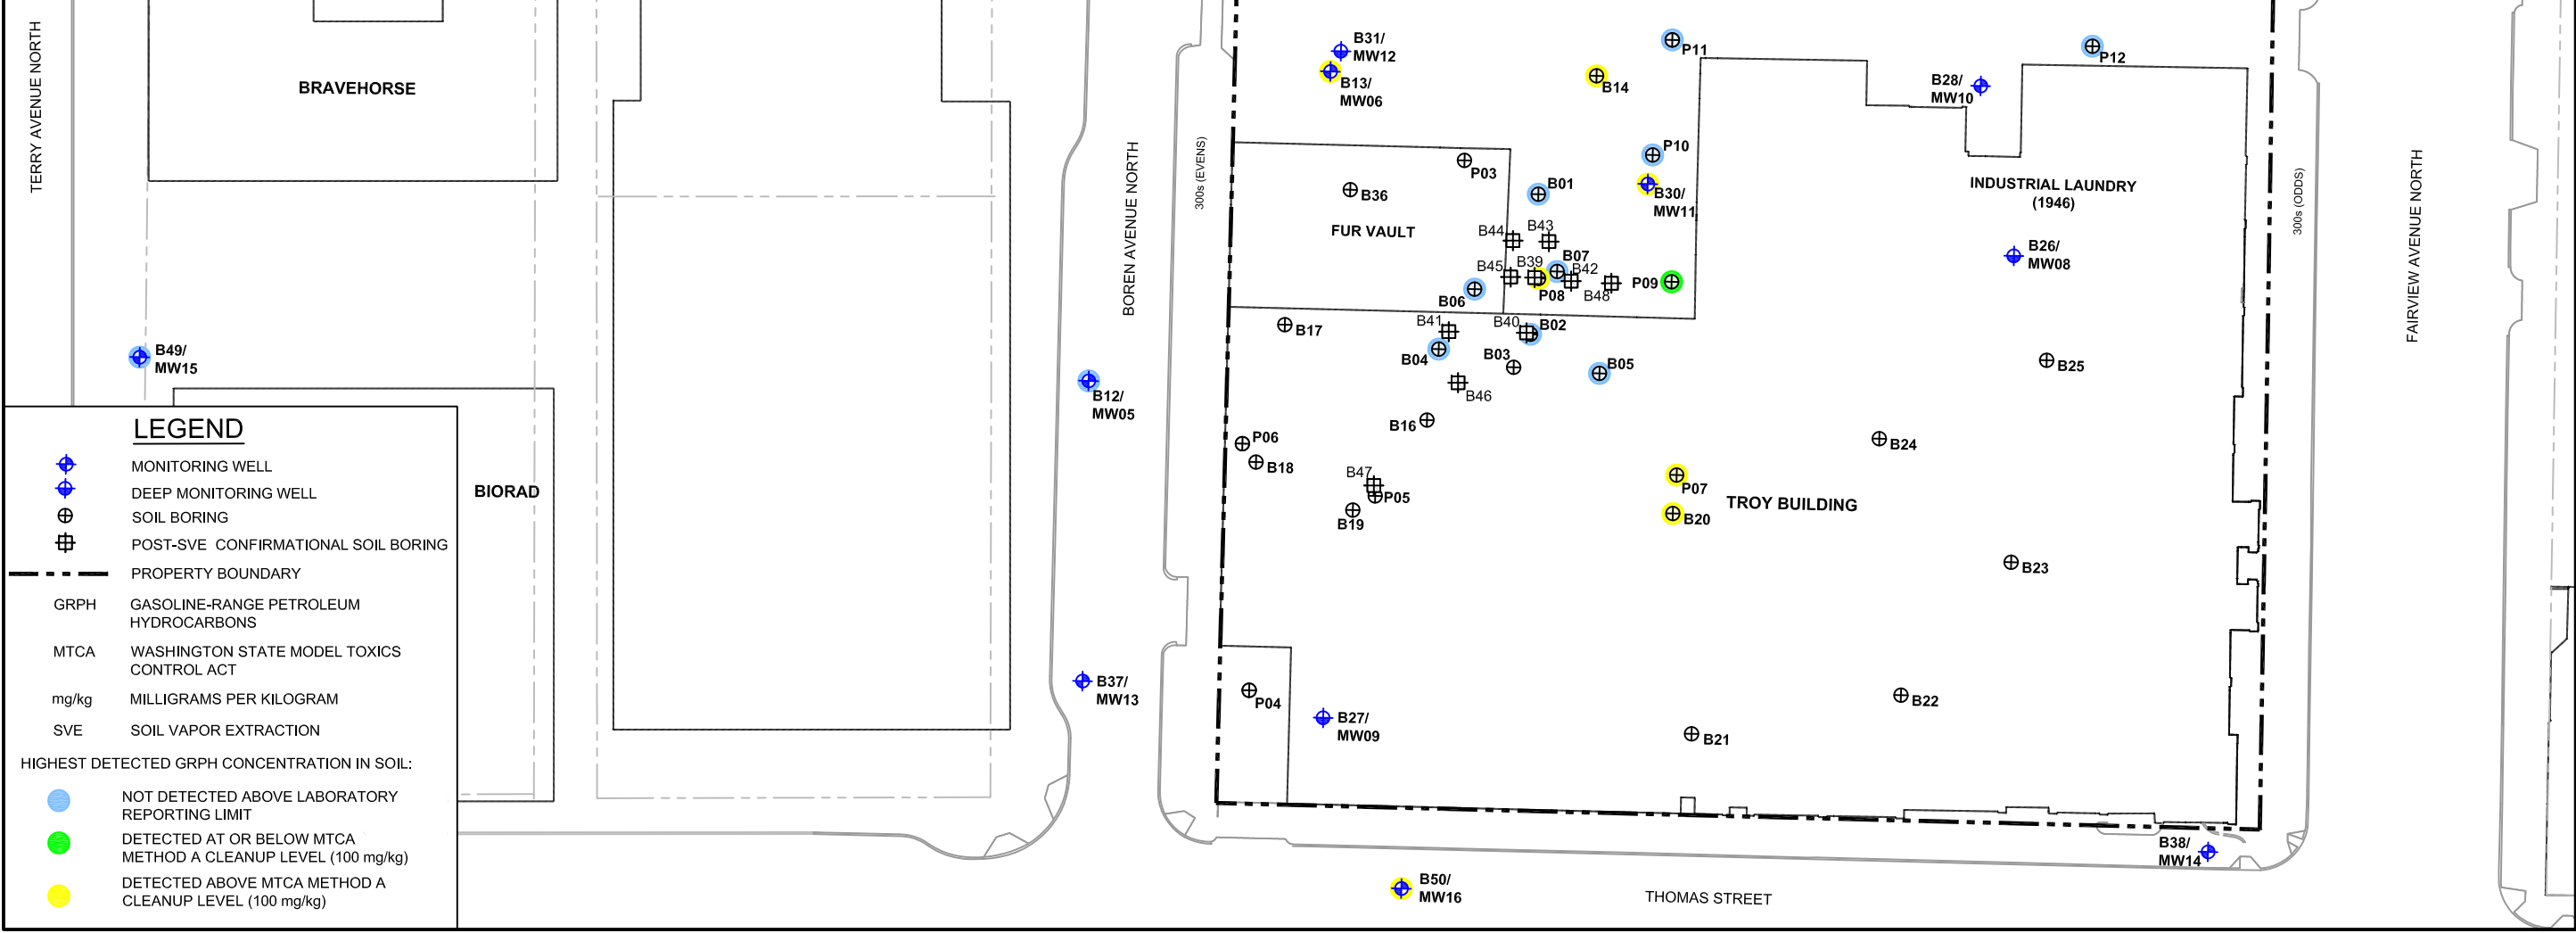 TERRY AVENUE NORTH
BRAVEHORSE
BOREN AVENUE NORTH
300s (EVENS)
B31/
MW12
B13/
MW06
P11
B14
P12
B28/
MW10
P10
B30/
MW11
INDUSTRIAL LAUNDRY
(1946)
300s (ODDS)
FAIRVIEW AVENUE NORTH
P03
B36
B01
FUR VAULT
B44
B43
B45
B39
B07
B42
P08
B48
P09
B06
B26/
MW08
B17
B41
B40
B02
B04
B03
B05
B46
B16
B25
B24
B49/
MW15
B12/
MW05
P06
B18
B47
P05
B19
P07
B20
TROY BUILDING
B23
B37/
MW13
P04
B27/
MW09
B21
B22
B38/
MW14
B50/
MW16
THOMAS STREET
BIORAD
LEGEND
MONITORING WELL
DEEP MONITORING WELL
SOIL BORING
POST-SVE CONFIRMATIONAL SOIL BORING
PROPERTY BOUNDARY
GRPH GASOLINE-RANGE PETROLEUM
HYDROCARBONS
MTCA WASHINGTON STATE MODEL TOXICS
CONTROL ACT
mg/kg MILLIGRAMS PER KILOGRAM
SVE SOIL VAPOR EXTRACTION
HIGHEST DETECTED GRPH CONCENTRATION IN SOIL:
NOT DETECTED ABOVE LABORATORY
REPORTING LIMIT
DETECTED AT OR BELOW MTCA
METHOD A CLEANUP LEVEL (100 mg/kg)
DETECTED ABOVE MTCA METHOD A
CLEANUP LEVEL (100 mg/kg)